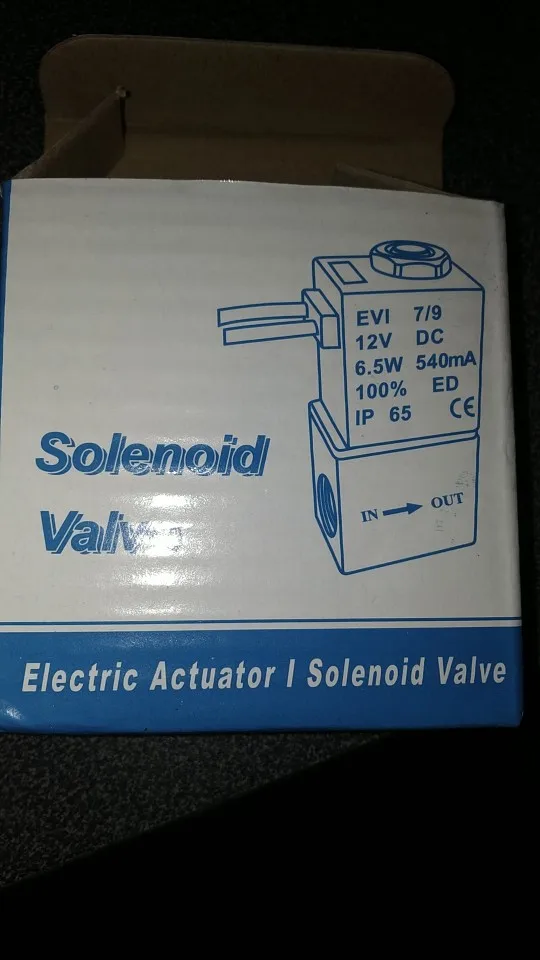 EVI 7/9
12V DC
6.5W 540mA
100% ED
IP 65 CE
IN OUT
Solenoid
Valve
Electric Actuator I Solenoid Valve